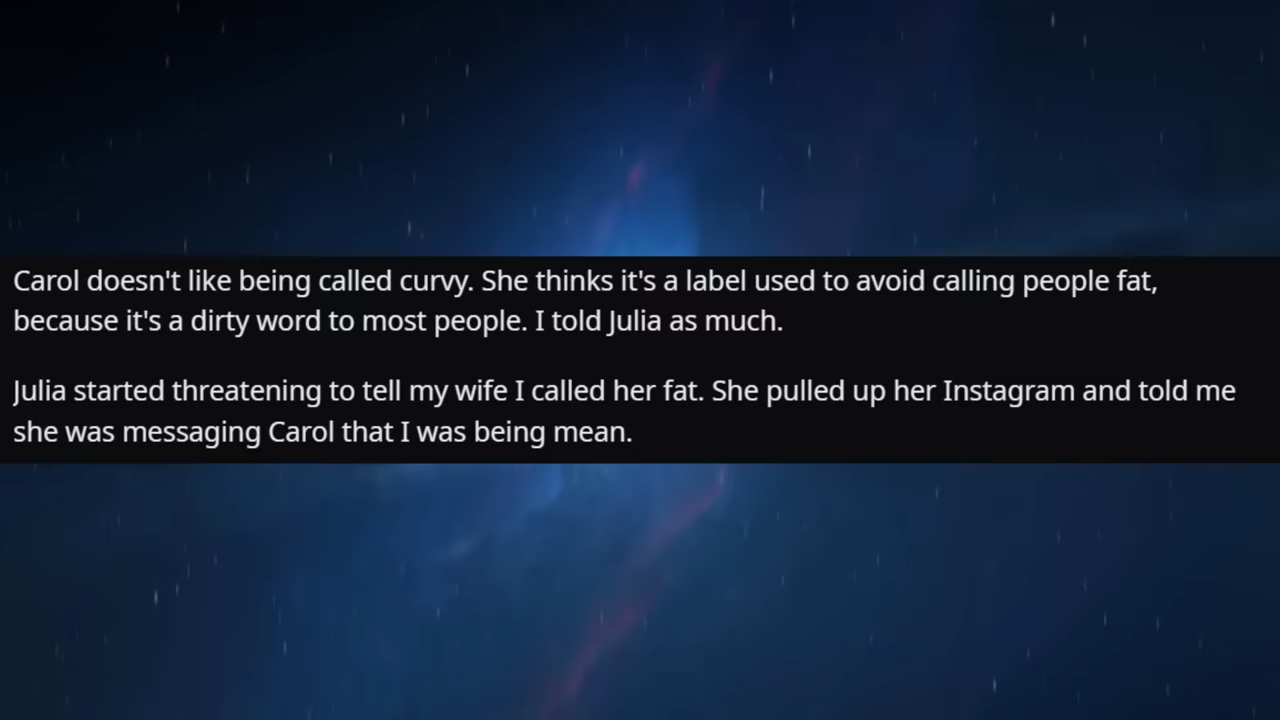 Carol doesn't like being called curvy. She thinks it's a label used to avoid calling people fat,
because it's a dirty word to most people. I told Julia as much.
Julia started threatening to tell my wife I called her fat. She pulled up her Instagram and told me
she was messaging Carol that I was being mean.